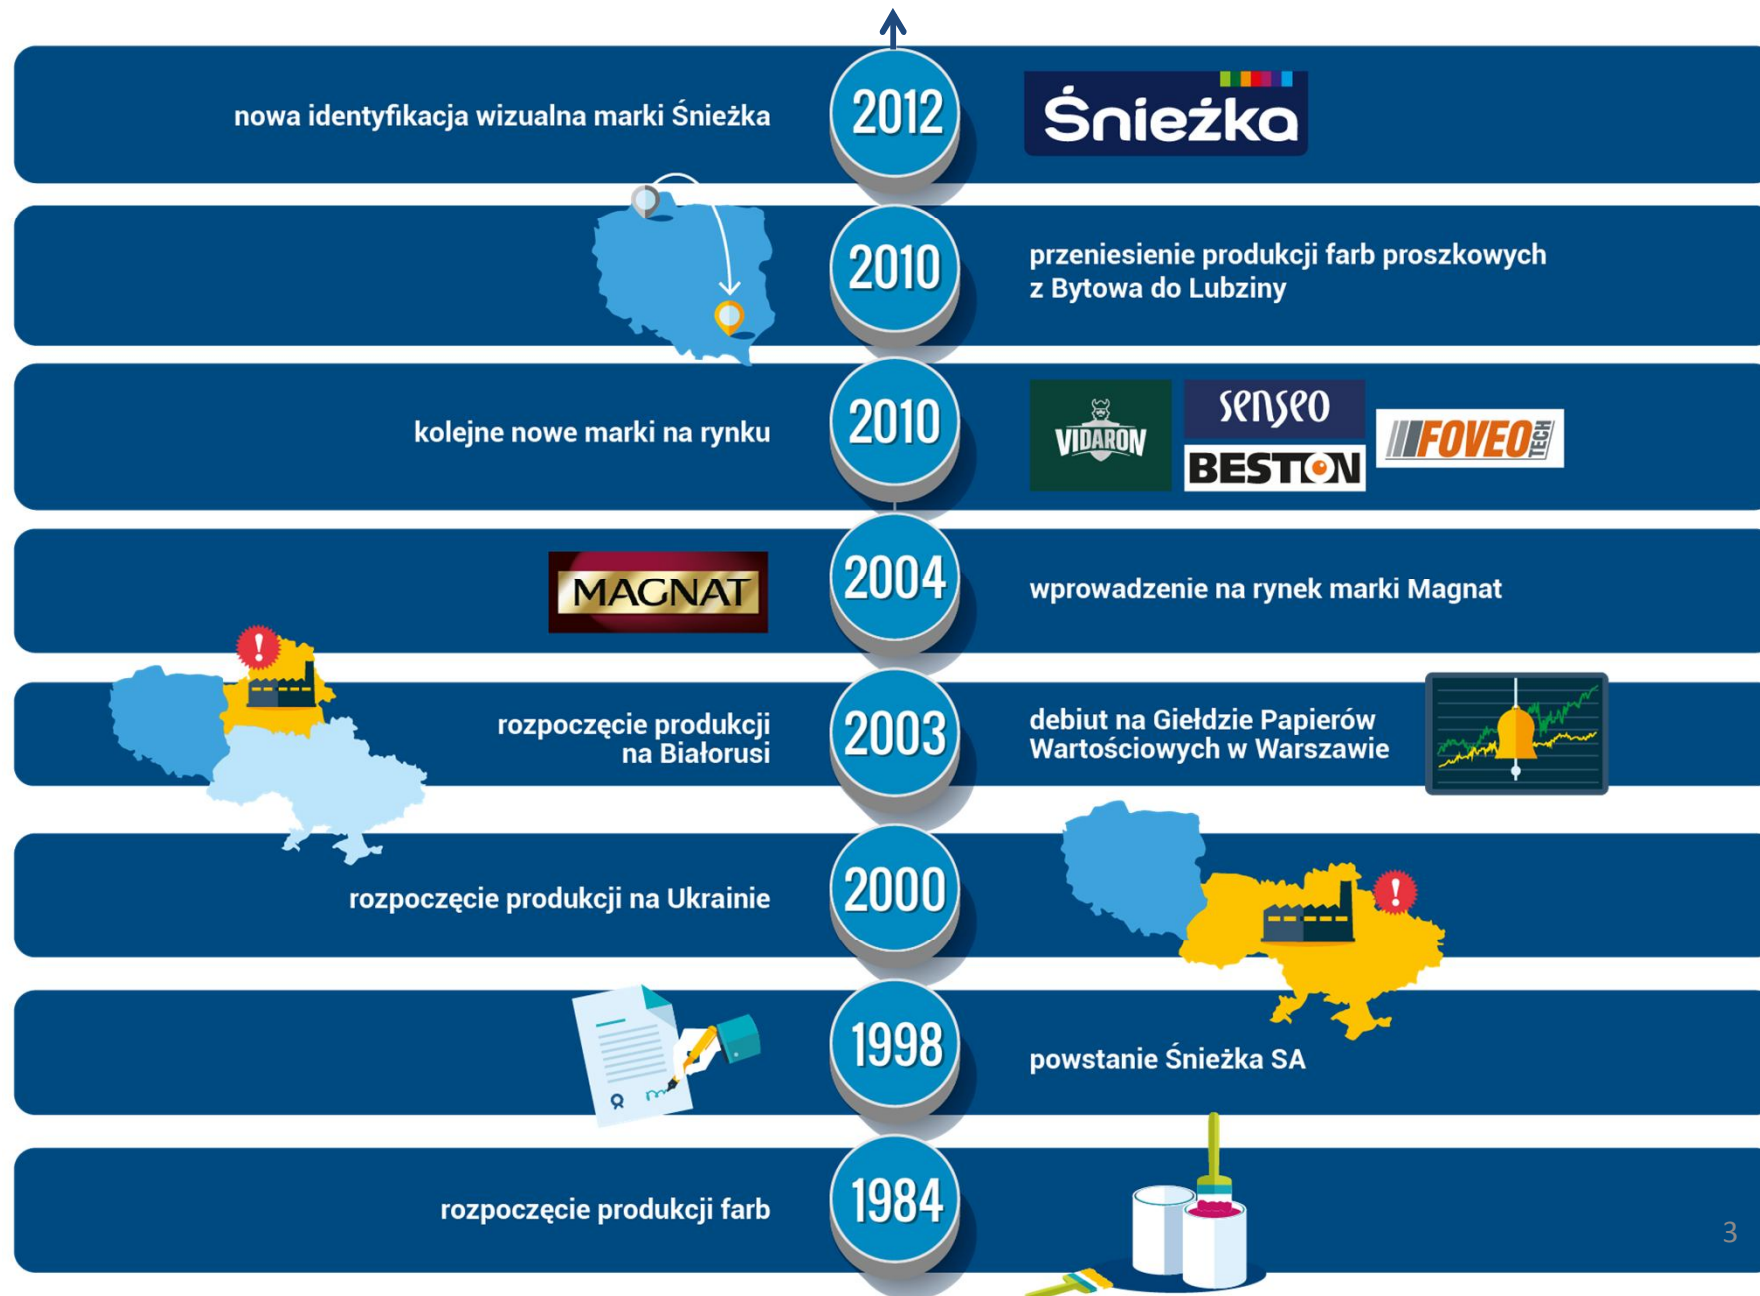 nowa identyfikacja wizualna marki Śnieżka
2012
Śnieżka
2010
przeniesienie produkcji farb proszkowych
z Bytowa do Lubziny
kolejne nowe marki na rynku
2010
VIDARON
senseo
BESTON
FOVEO TECH
MAGNAT
2004
wprowadzenie na rynek marki Magnat
!
rozpoczęcie produkcji
na Białorusi
2003
debiut na Giełdzie Papierów
Wartościowych w Warszawie
rozpoczęcie produkcji na Ukrainie
2000
!
1998
powstanie Śnieżka SA
rozpoczęcie produkcji farb
1984
3